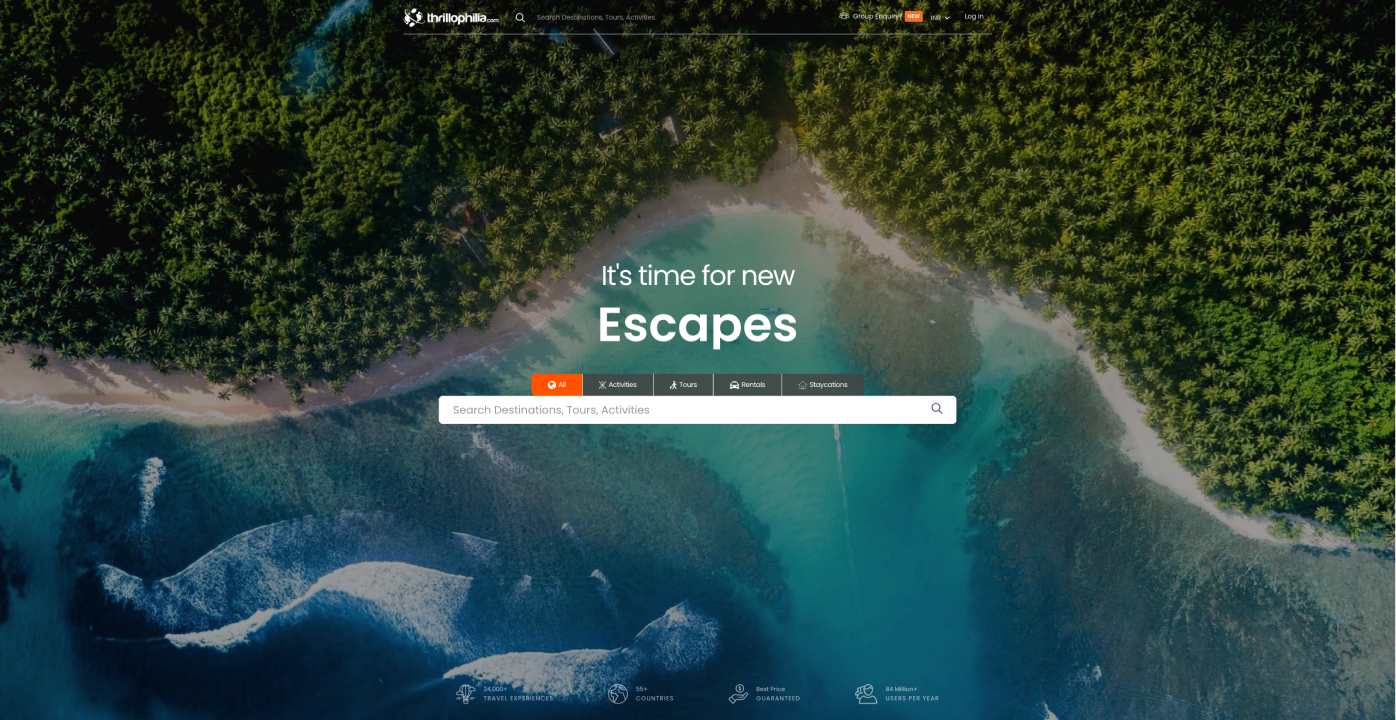 thrillophilia.com
Search Destinations, Tours, Activities
Group Enquiry? NEW
INR
Log In
It's time for new
Escapes
All
Activities
Tours
Rentals
Staycations
Search Destinations, Tours, Activities
24,000+
TRAVEL EXPERIENCES
55+
COUNTRIES
Best Price
GUARANTEED
84 Million+
USERS PER YEAR